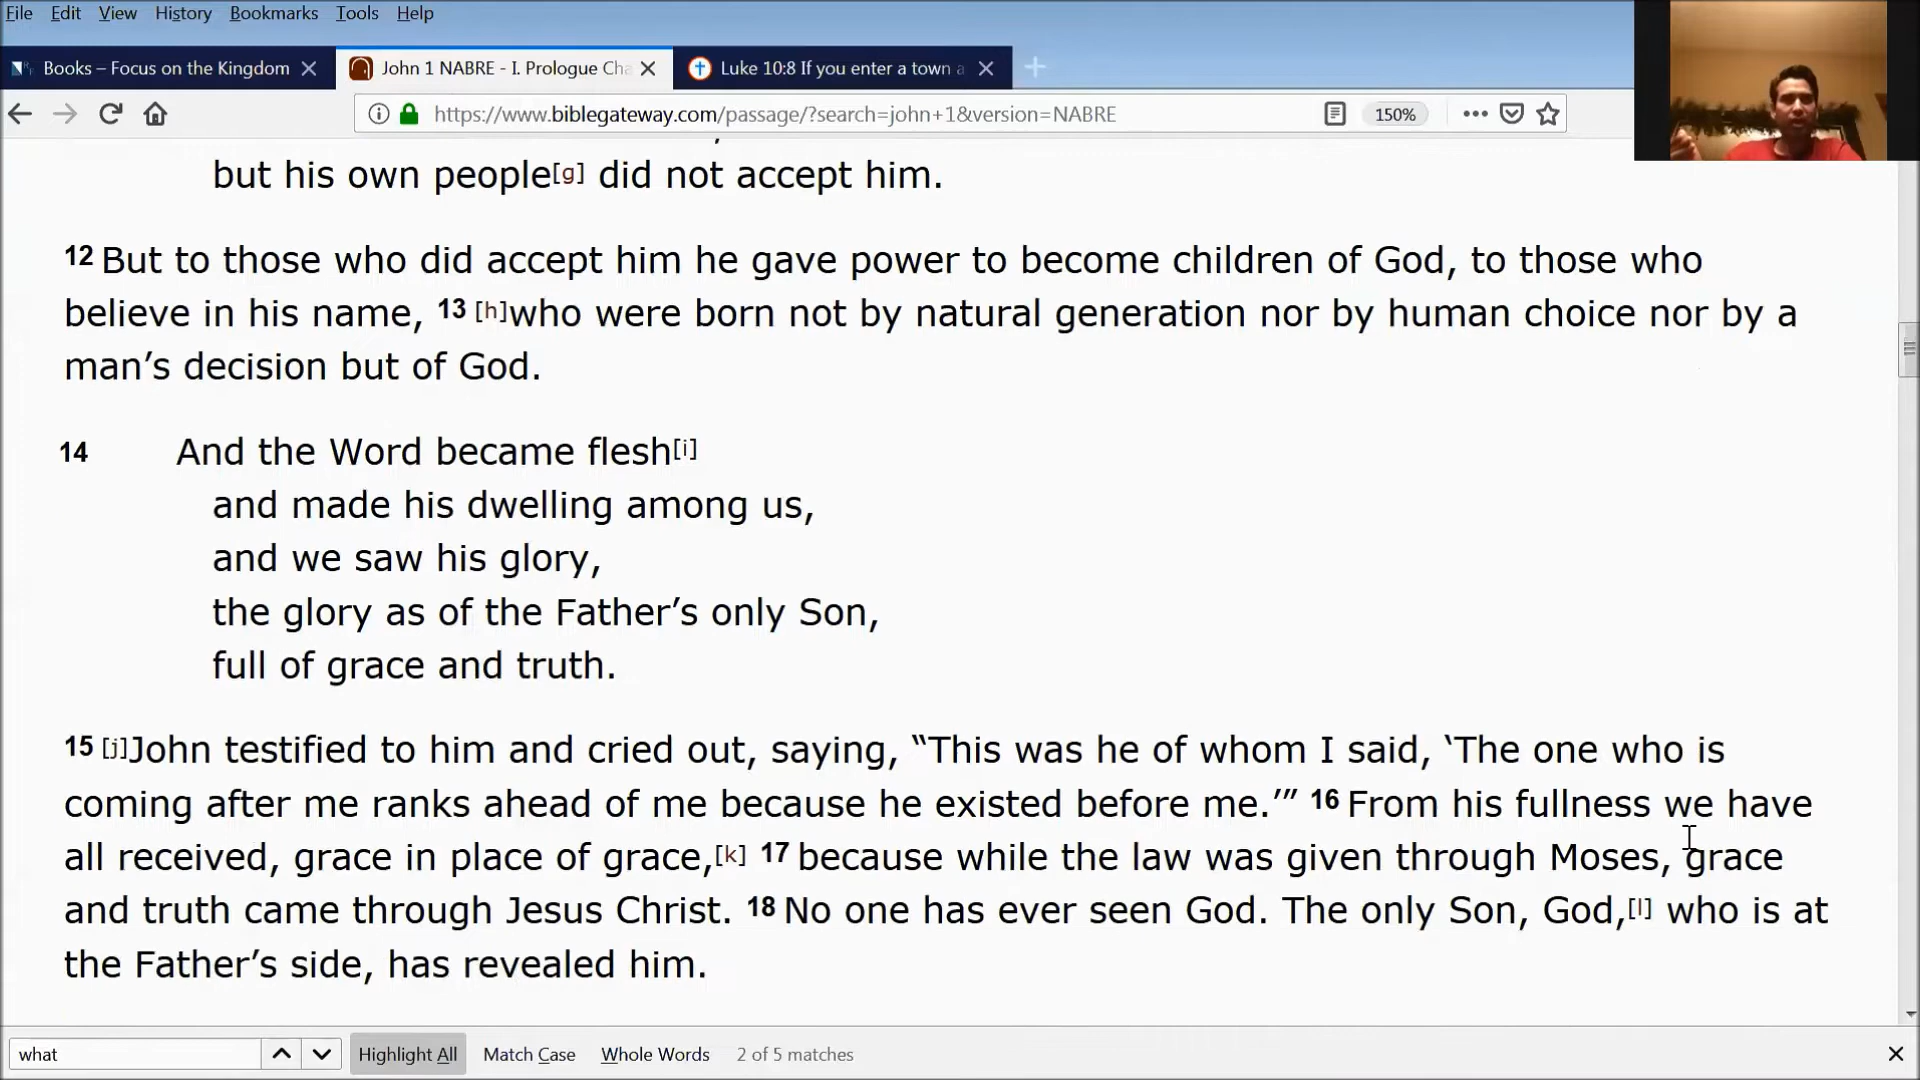 File Edit View History Bookmarks Tools Help
Books – Focus on the Kingdom
John 1 NABRE - I. Prologue Cha
Luke 10:8 If you enter a town a
https://www.biblegateway.com/passage/?search=john+1&version=NABRE
150%
but his own people[g] did not accept him.
12 But to those who did accept him he gave power to become children of God, to those who
believe in his name, 13 [h]who were born not by natural generation nor by human choice nor by a
man’s decision but of God.
14 And the Word became flesh[i]
and made his dwelling among us,
and we saw his glory,
the glory as of the Father’s only Son,
full of grace and truth.
15 [j]John testified to him and cried out, saying, “This was he of whom I said, ‘The one who is
coming after me ranks ahead of me because he existed before me.’” 16 From his fullness we have
all received, grace in place of grace,[k] 17 because while the law was given through Moses, grace
and truth came through Jesus Christ. 18 No one has ever seen God. The only Son, God,[l] who is at
the Father’s side, has revealed him.
what
Highlight All Match Case Whole Words 2 of 5 matches